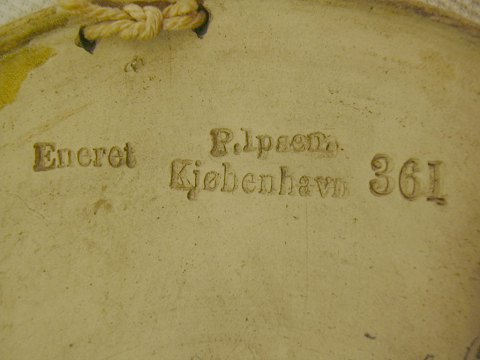 Eneret P.Ipsen. 361
Kjøbenhavn